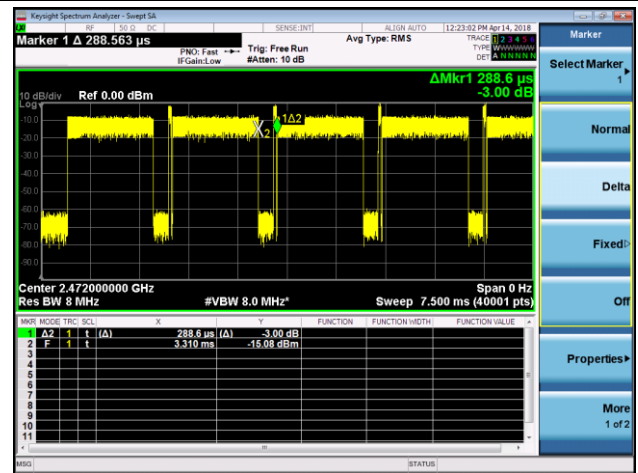 Keysight Spectrum Analyzer - Swept SA
RF 50 Ω DC SENSE:INT ALIGN AUTO 12:23:02 PM Apr 14, 2018
Marker 1 Δ 288.563 µs
PNO: Fast
IFGain:Low
Trig: Free Run
#Atten: 10 dB
Avg Type: RMS
TRACE 1 2 3 4 5 6
TYPE WWWWWW
DET A N N N N N
ΔMkr1 288.6 µs
-3.00 dB
10 dB/div Ref 0.00 dBm
Log
-10.0
-20.0
-30.0
-40.0
-50.0
-60.0
-70.0
-80.0
-90.0
X2
1Δ2
Center 2.472000000 GHz Span 0 Hz
Res BW 8 MHz #VBW 8.0 MHz* Sweep 7.500 ms (40001 pts)
MKR MODE TRC SCL X Y FUNCTION FUNCTION WIDTH FUNCTION VALUE
1 Δ2 1 t (Δ) 288.6 µs (Δ) -3.00 dB
2 F 1 t 3.310 ms -15.08 dBm
3
4
5
6
7
8
9
10
11
MSG STATUS
Marker
Select Marker
1
Normal
Delta
Fixed
Off
Properties
More
1 of 2